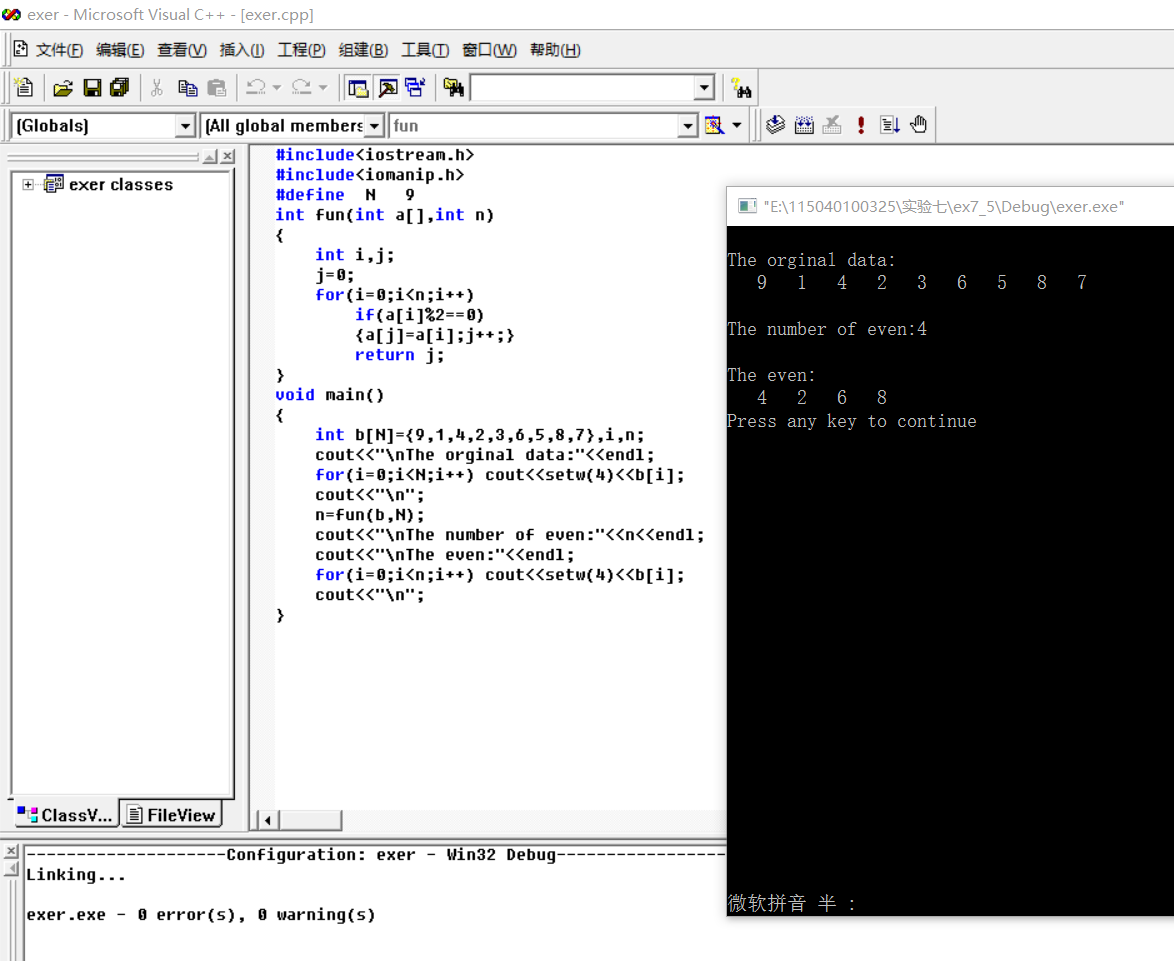 exer - Microsoft Visual C++ - [exer.cpp]
文件(F) 编辑(E) 查看(V) 插入(I) 工程(P) 组建(B) 工具(T) 窗口(W) 帮助(H)
(Globals) (All global members fun
exer classes
#include<iostream.h>
#include<iomanip.h>
#define  N   9
int fun(int a[],int n)
{
    int i,j;
    j=0;
    for(i=0;i<n;i++)
        if(a[i]%2==0)
        {a[j]=a[i];j++;}
        return j;
}
void main()
{
    int b[N]={9,1,4,2,3,6,5,8,7},i,n;
    cout<<"\nThe orginal data:"<<endl;
    for(i=0;i<N;i++) cout<<setw(4)<<b[i];
    cout<<"\n";
    n=fun(b,N);
    cout<<"\nThe number of even:"<<n<<endl;
    cout<<"\nThe even:"<<endl;
    for(i=0;i<n;i++) cout<<setw(4)<<b[i];
    cout<<"\n";
}
"E:\115040100325\实验七\ex7_5\Debug\exer.exe"
The orginal data:
   9   1   4   2   3   6   5   8   7
The number of even:4
The even:
   4   2   6   8
Press any key to continue
微软拼音 半 :
ClassV... FileView
--------------------Configuration: exer - Win32 Debug-----------------
Linking...
exer.exe - 0 error(s), 0 warning(s)